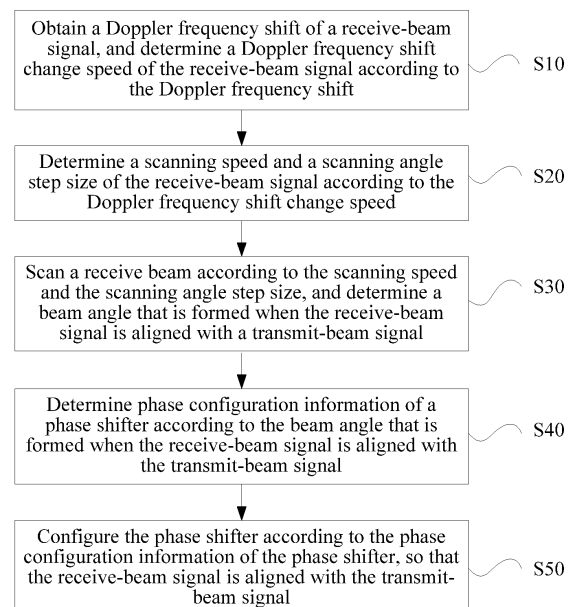 Obtain a Doppler frequency shift of a receive-beam
signal, and determine a Doppler frequency shift
change speed of the receive-beam signal according to
the Doppler frequency shift
S10
Determine a scanning speed and a scanning angle
step size of the receive-beam signal according to the
Doppler frequency shift change speed
S20
Scan a receive beam according to the scanning speed
and the scanning angle step size, and determine a
beam angle that is formed when the receive-beam
signal is aligned with a transmit-beam signal
S30
Determine phase configuration information of a
phase shifter according to the beam angle that is
formed when the receive-beam signal is aligned with
the transmit-beam signal
S40
Configure the phase shifter according to the phase
configuration information of the phase shifter, so that
the receive-beam signal is aligned with the transmit-
beam signal
S50